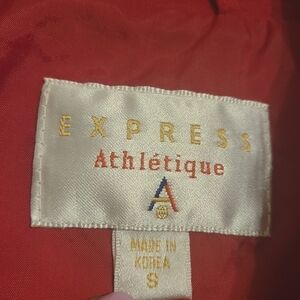 EXPRESS
Athlétique
A
MADE IN
KOREA
S